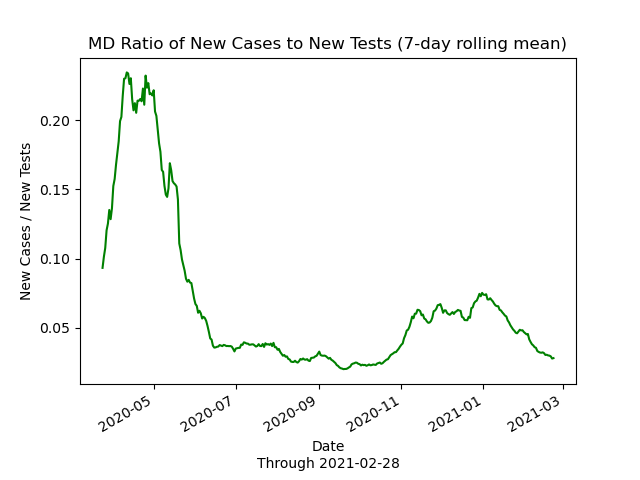 MD Ratio of New Cases to New Tests (7-day rolling mean)
New Cases / New Tests
0.20
0.15
0.10
0.05
2020-05
2020-07
2020-09
2020-11
2021-01
2021-03
Date
Through 2021-02-28